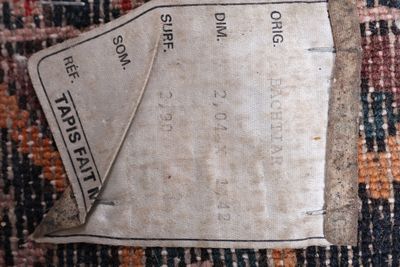 ORIG. BACHTIAR
DIM. 2,04 x 1,42
SURF. 2,90
SOM.
RÉF.
TAPIS FAIT M